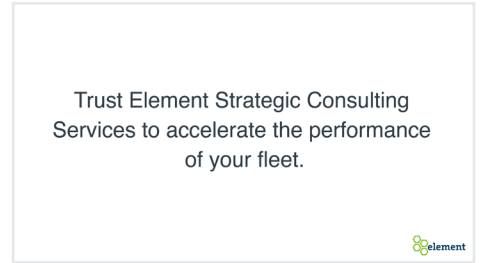 Trust Element Strategic Consulting
Services to accelerate the performance
of your fleet.
element